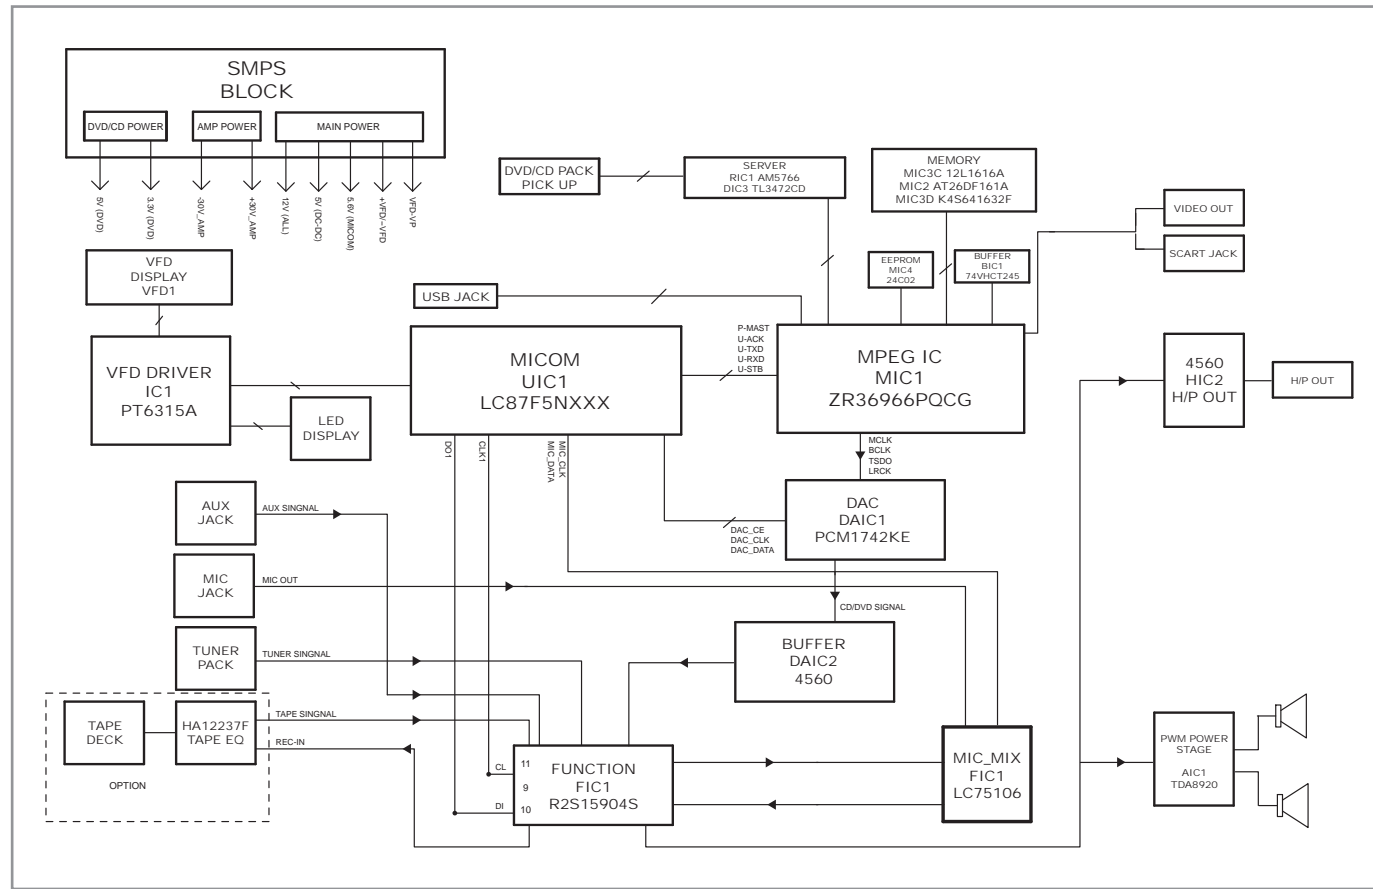 SMPS
BLOCK
DVD/CD POWER
AMP POWER
MAIN POWER
5V (DVD)
3.3V (DVD)
-30V_AMP
+30V_AMP
12V (ALL)
5V (DC-DC)
5.6V (MICOM)
+VFD/-VFD
VFD-VP
DVD/CD PACK
PICK UP
SERVER
RIC1 AM5766
DIC3 TL3472CD
MEMORY
MIC3C 12L1616A
MIC2 AT26DF161A
MIC3D K4S641632F
VIDEO OUT
SCART JACK
VFD
DISPLAY
VFD1
EEPROM
MIC4
24C02
BUFFER
BIC1
74VHCT245
USB JACK
VFD DRIVER
IC1
PT6315A
LED
DISPLAY
MICOM
UIC1
LC87F5NXXX
P-MAST
U-ACK
U-TXD
U-RXD
U-STB
MPEG IC
MIC1
ZR36966PQCG
4560
HIC2
H/P OUT
H/P OUT
DO1
CLK1
MIC_CLK
MIC_DATA
MCLK
BCLK
TSDO
LRCK
AUX
JACK
AUX SINGNAL
DAC_CE
DAC_CLK
DAC_DATA
DAC
DAIC1
PCM1742KE
MIC
JACK
MIC OUT
CD/DVD SIGNAL
TUNER
PACK
TUNER SINGNAL
BUFFER
DAIC2
4560
TAPE
DECK
HA12237F
TAPE EQ
TAPE SINGNAL
REC-IN
OPTION
CL
DI
11
9
10
FUNCTION
FIC1
R2S15904S
MIC_MIX
FIC1
LC75106
PWM POWER
STAGE
AIC1
TDA8920